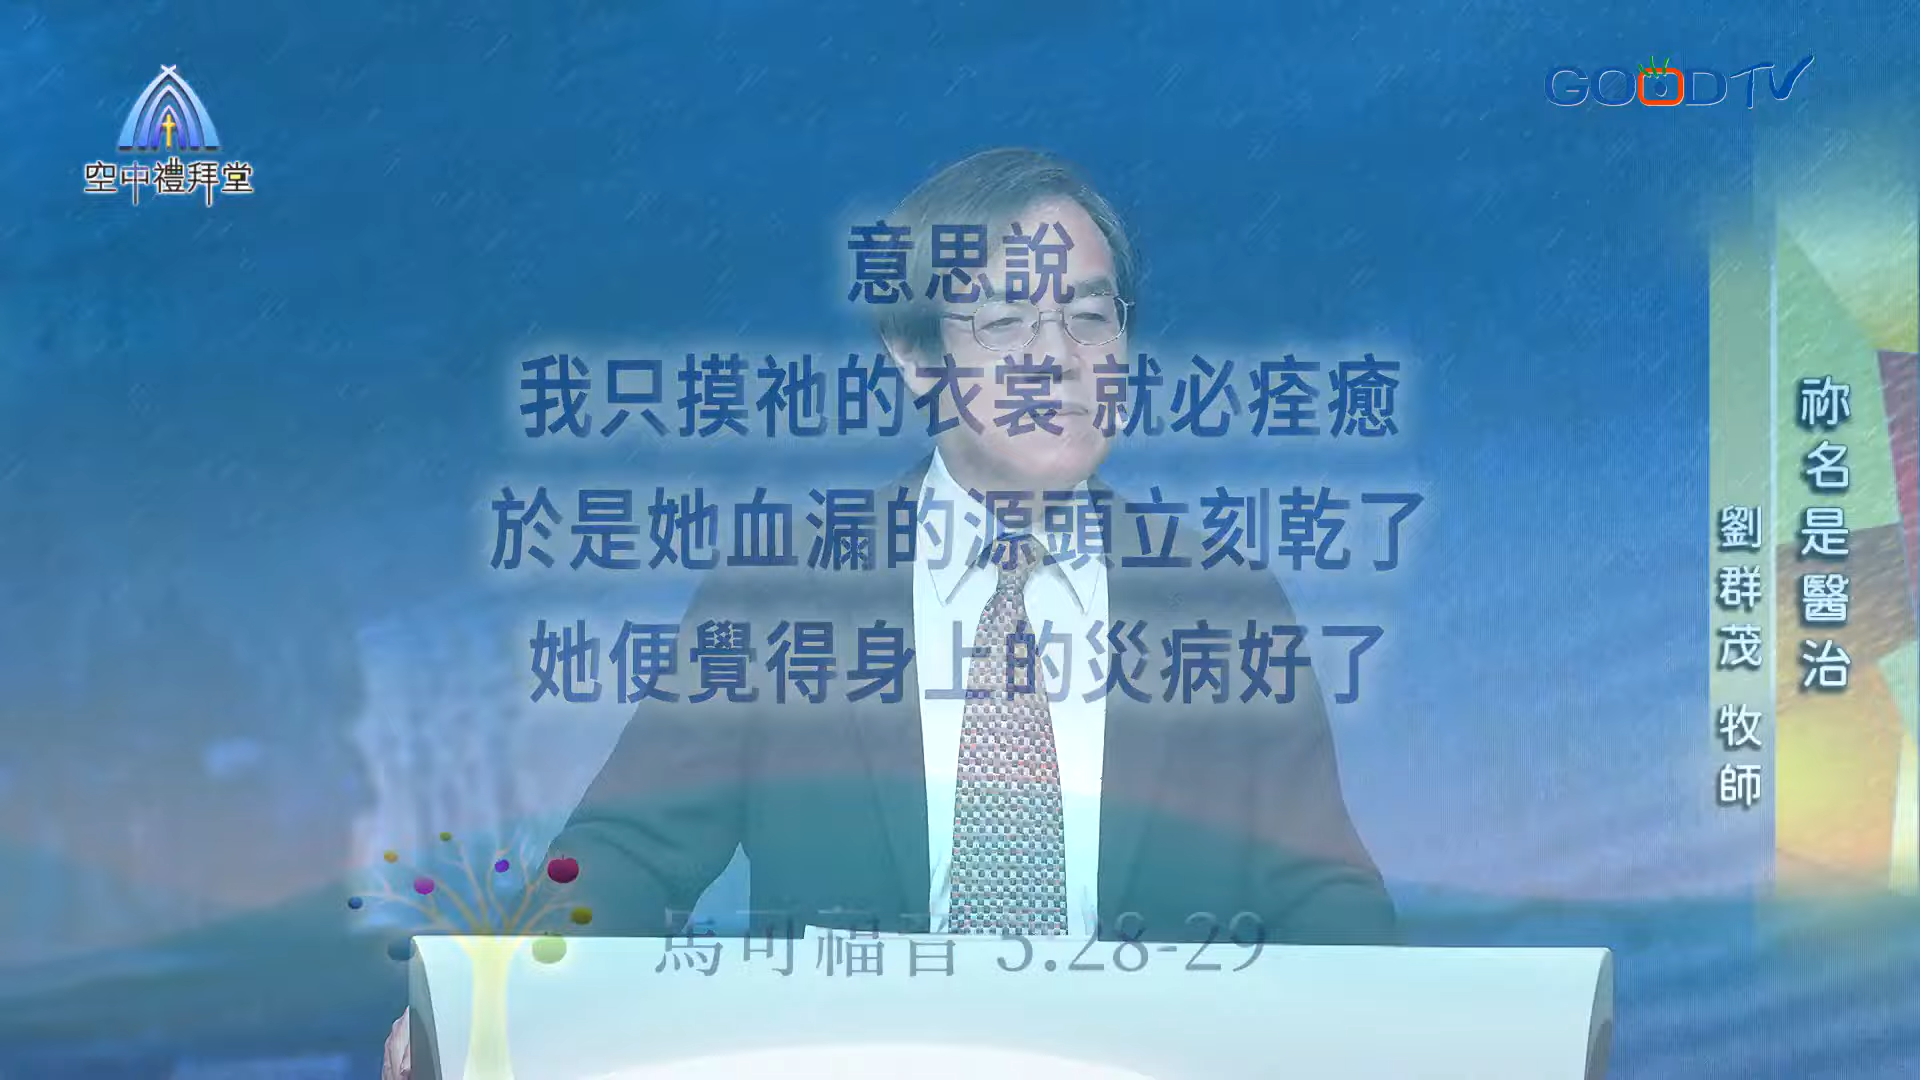 空中禮拜堂
GOODTV
意思說
我只摸祂的衣裳 就必痊癒
於是她血漏的源頭立刻乾了
她便覺得身上的災病好了
馬可福音 5:28-29
祢名是醫治
劉群茂 牧師